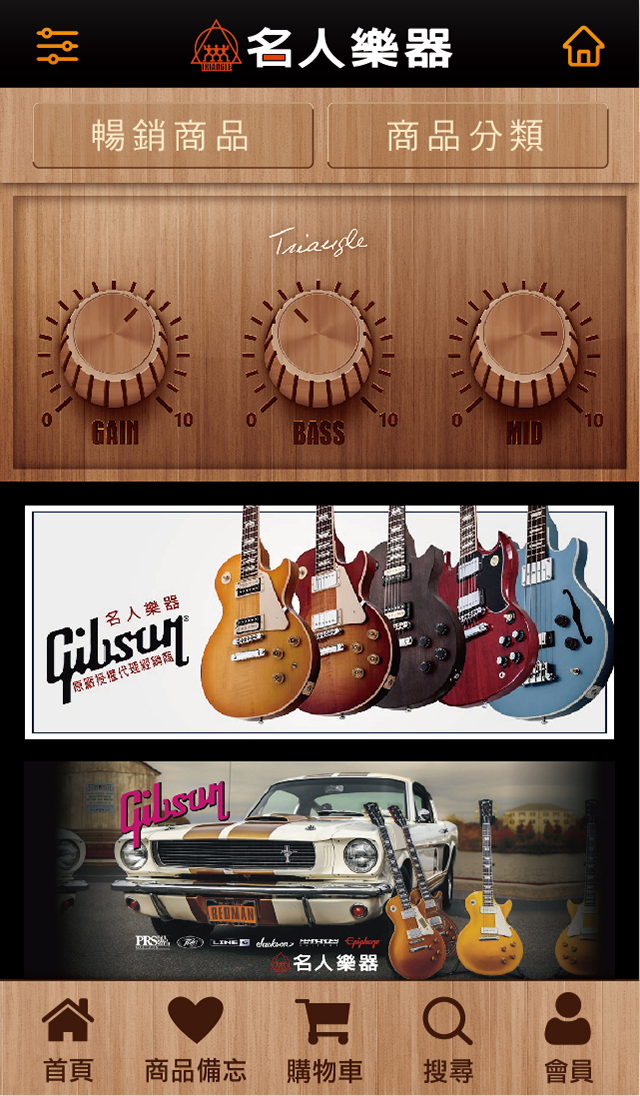 TRIANGLE
名人樂器
暢銷商品
商品分類
Triangle
0 10 0 10 0 10
GAIN BASS MID
名人樂器
Gibson®
原廠授權代理經銷商
Gibson
REDMAN
PRS Peavey LINE 6 Jackson Epiphone
名人樂器
首頁 商品備忘 購物車 搜尋 會員